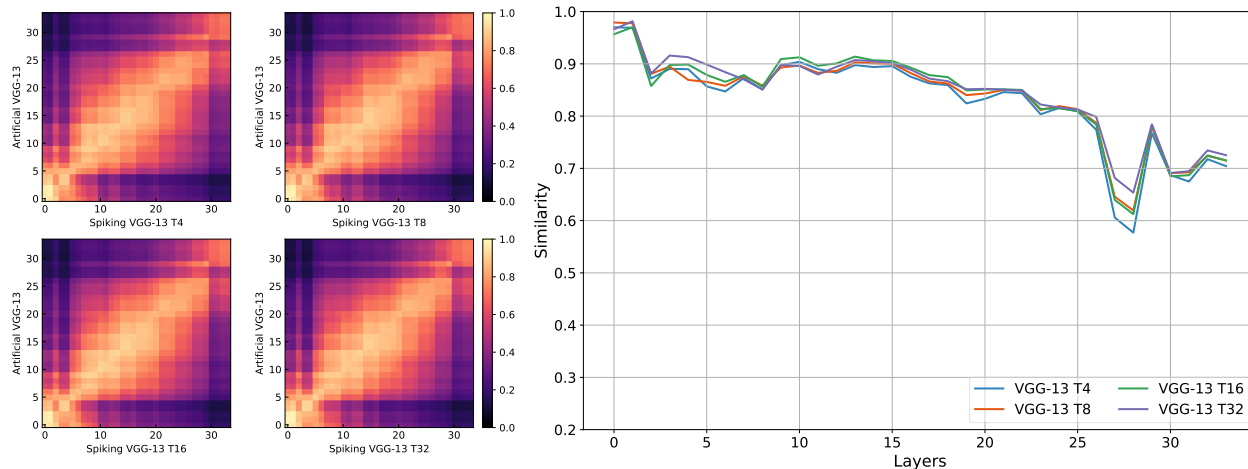 Artificial VGG-13
30
25
20
15
10
5
0
0 10 20 30
Spiking VGG-13 T4
Artificial VGG-13
30
25
20
15
10
5
0
0 10 20 30
Spiking VGG-13 T8
1.0
0.8
0.6
0.4
0.2
0.0
Artificial VGG-13
30
25
20
15
10
5
0
0 10 20 30
Spiking VGG-13 T16
Artificial VGG-13
30
25
20
15
10
5
0
0 10 20 30
Spiking VGG-13 T32
1.0
0.8
0.6
0.4
0.2
0.0
Similarity
1.0
0.9
0.8
0.7
0.6
0.5
0.4
0.3
0.2
VGG-13 T4
VGG-13 T8
VGG-13 T16
VGG-13 T32
0 5 10 15 20 25 30
Layers